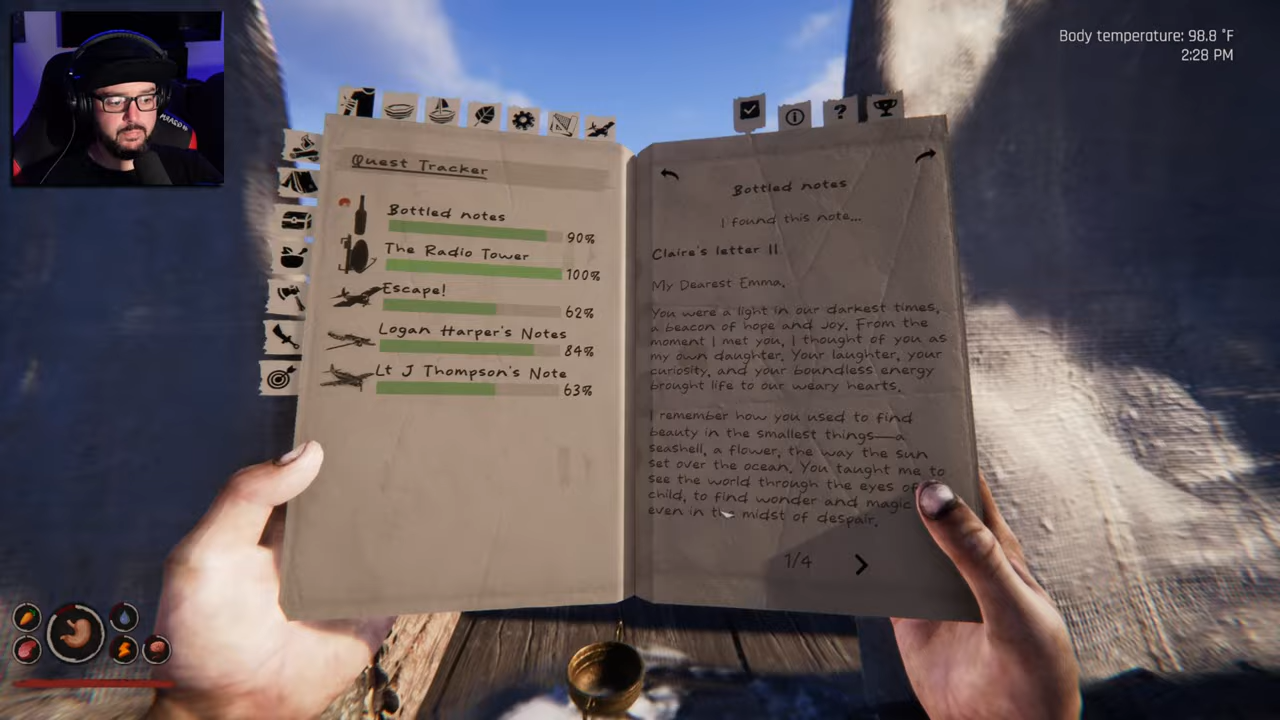 Body temperature: 98.8 °F
2:28 PM
Quest Tracker
Bottled notes
90%
The Radio Tower
100%
Escape!
62%
Logan Harper's Notes
84%
Lt J Thompson's Note
63%
Bottled notes
I found this note...
Claire's letter II
My Dearest Emma,
You were a light in our darkest times,
a beacon of hope and joy. From the
moment I met you, I thought of you as
my own daughter. Your laughter, your
curiosity, and your boundless energy
brought life to our weary hearts.
I remember how you used to find
beauty in the smallest things—a
seashell, a flower, the way the sun
set over the ocean. You taught me to
see the world through the eyes of
child, to find wonder and magic
even in the midst of despair.
1/4